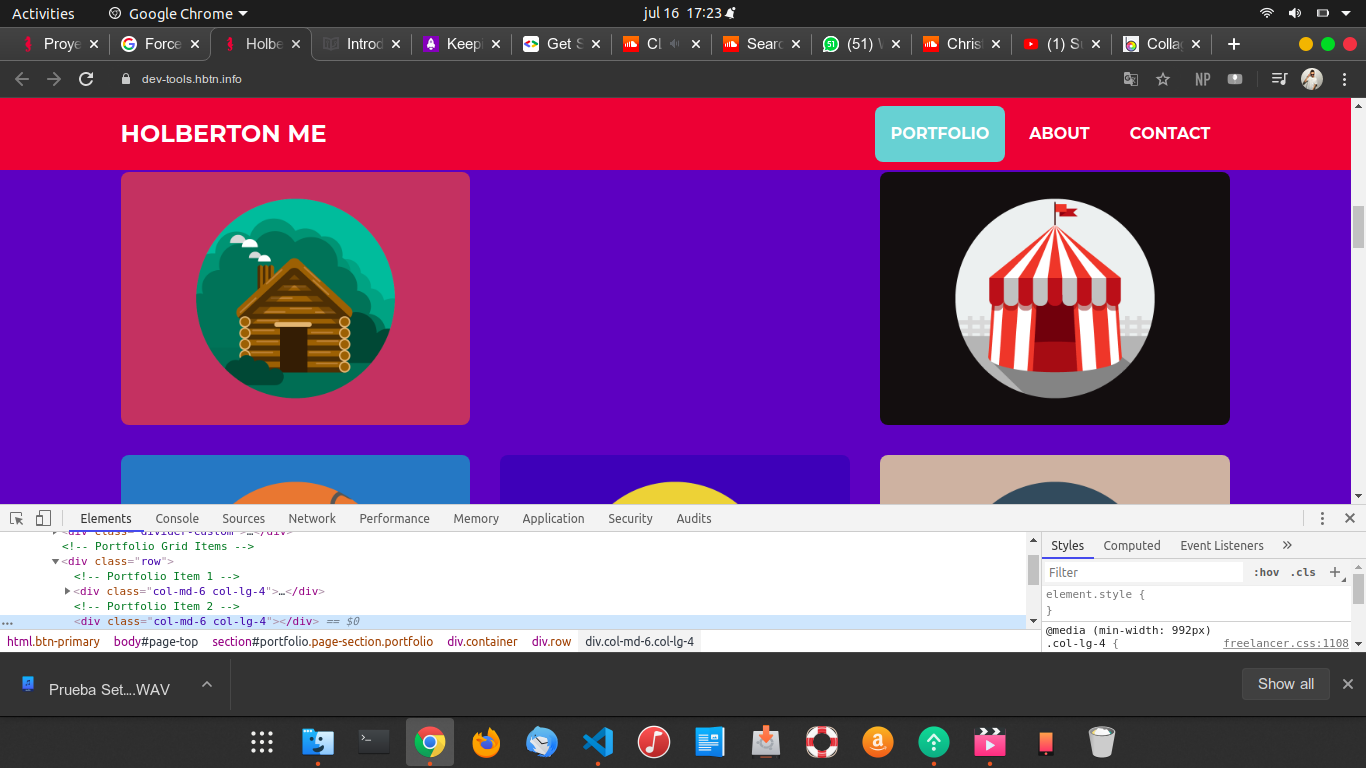 Activities Google Chrome jul 16 17:23
Proye Force Holbe Introd Keepi Get S CL Searc (51) Chris (1) Su Colla
dev-tools.hbtn.info NP
HOLBERTON ME PORTFOLIO ABOUT CONTACT
Elements Console Sources Network Performance Memory Application Security Audits
<div class="divider-custom">…</div>
<!-- Portfolio Grid Items -->
<div class="row">
<!-- Portfolio Item 1 -->
<div class="col-md-6 col-lg-4">…</div>
<!-- Portfolio Item 2 -->
… <div class="col-md-6 col-lg-4"></div> == $0
html.btn-primary body#page-top section#portfolio.page-section.portfolio div.container div.row div.col-md-6.col-lg-4
Styles Computed Event Listeners »
Filter :hov .cls +
element.style {
}
@media (min-width: 992px)
.col-lg-4 { freelancer.css:1108
Prueba Set....WAV Show all